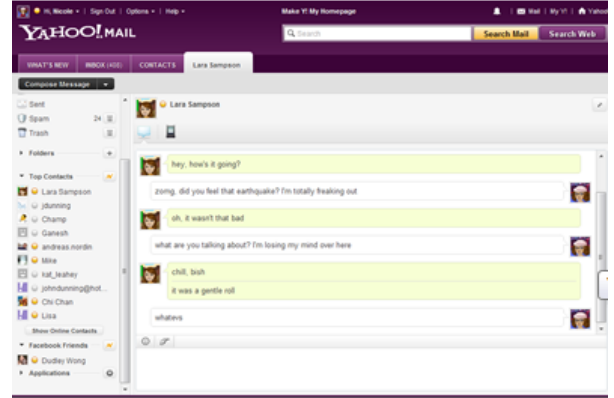 Hi, Nicole
Sign Out
Options
Help
Make Y! My Homepage
Mail
My Y!
Yahoo
YAHOO! MAIL
Search
Search Mail
Search Web
WHAT'S NEW
INBOX (408)
CONTACTS
Lara Sampson
Compose Message
Sent
Spam 24
Trash
Folders
Top Contacts
Lara Sampson
jdunning
Champ
Ganesh
andreas.nordin
Mike
kat_leahey
johndunning@hot...
Chi Chan
Lisa
Show Online Contacts
Facebook Friends
Dudley Wong
Applications
Lara Sampson
hey, how's it going?
zomg, did you feel that earthquake? I'm totally freaking out
oh, it wasn't that bad
what are you talking about? I'm losing my mind over here
chill, bish
it was a gentle roll
whatevs